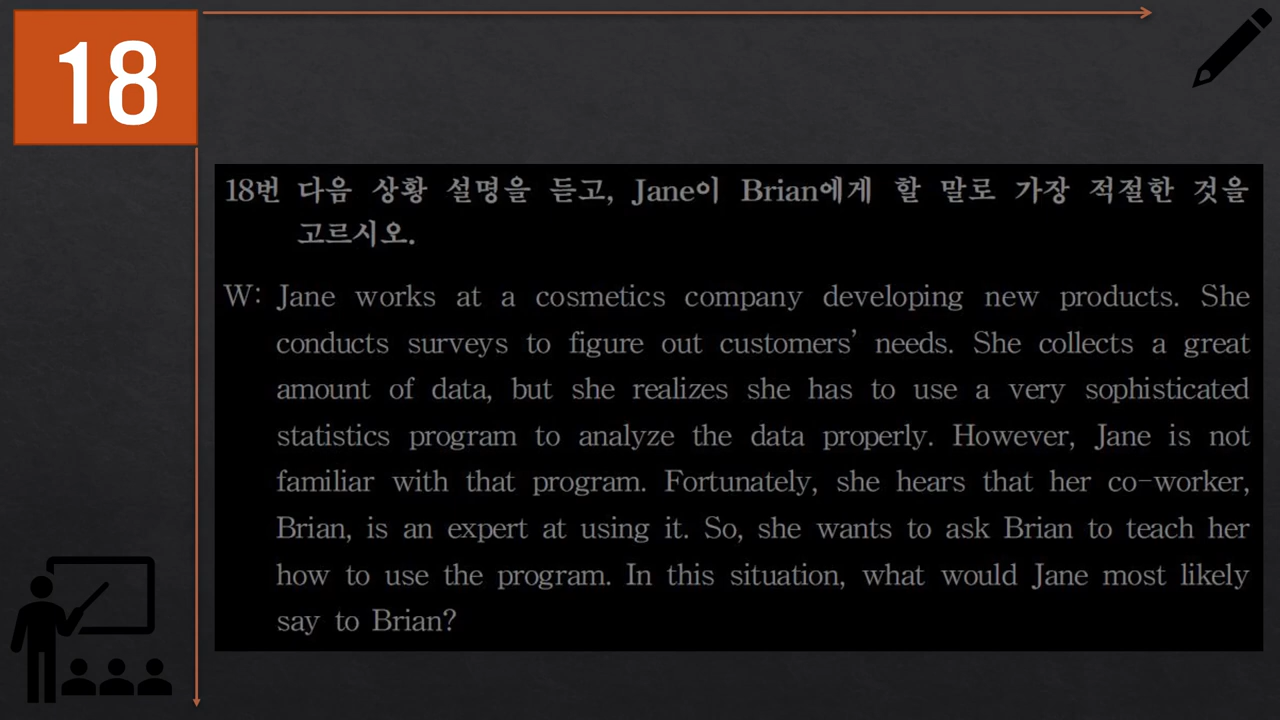 18
18번 다음 상황 설명을 듣고, Jane이 Brian에게 할 말로 가장 적절한 것을
고르시오.
W: Jane works at a cosmetics company developing new products. She
conducts surveys to figure out customers’ needs. She collects a great
amount of data, but she realizes she has to use a very sophisticated
statistics program to analyze the data properly. However, Jane is not
familiar with that program. Fortunately, she hears that her co-worker,
Brian, is an expert at using it. So, she wants to ask Brian to teach her
how to use the program. In this situation, what would Jane most likely
say to Brian?